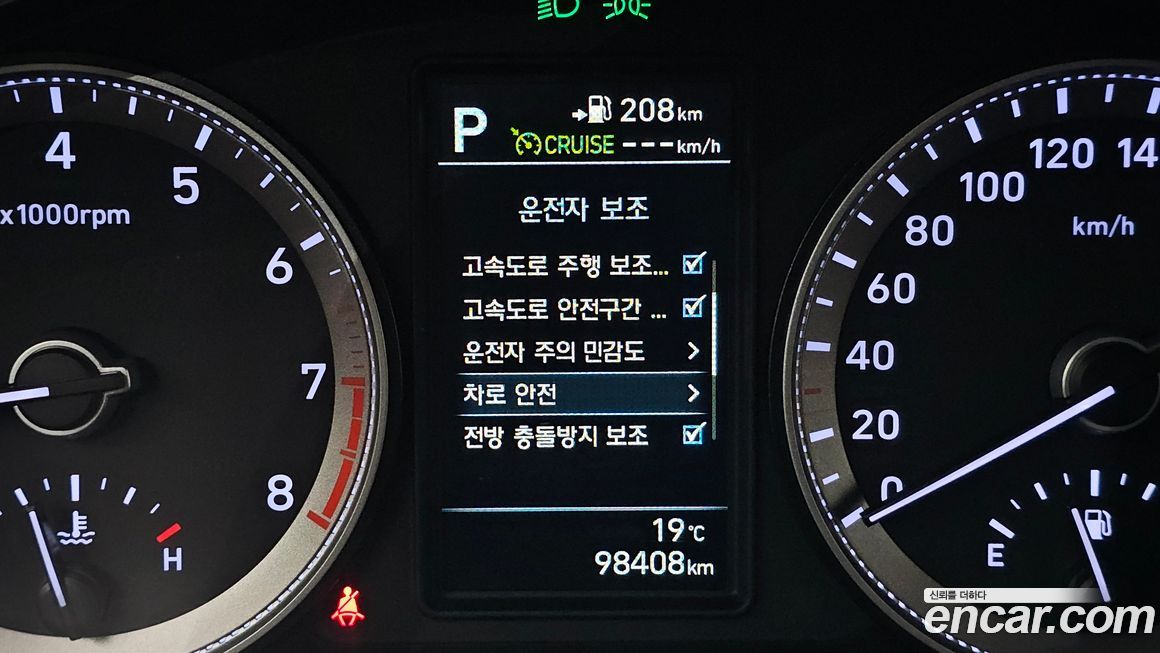 P
208km
CRUISE ---km/h
운전자 보조
고속도로 주행 보조...
고속도로 안전구간 ...
운전자 주의 민감도
차로 안전
전방 충돌방지 보조
19℃
98408km
4
5
6
7
8
x1000rpm
H
0
20
40
60
80
100
120
14
km/h
E
신뢰를 더하다
encar.com